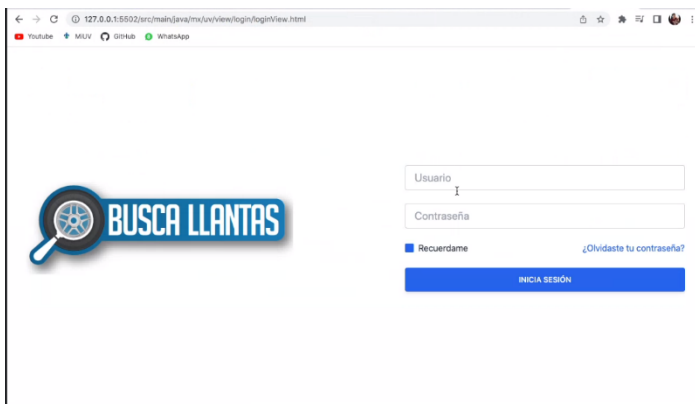 127.0.0.1:5502/src/main/java/mx/uv/view/login/loginView.html
Youtube MIUV GitHub WhatsApp
Usuario
BUSCA LLANTAS
Contraseña
Recuerdame ¿Olvidaste tu contraseña?
INICIA SESIÓN